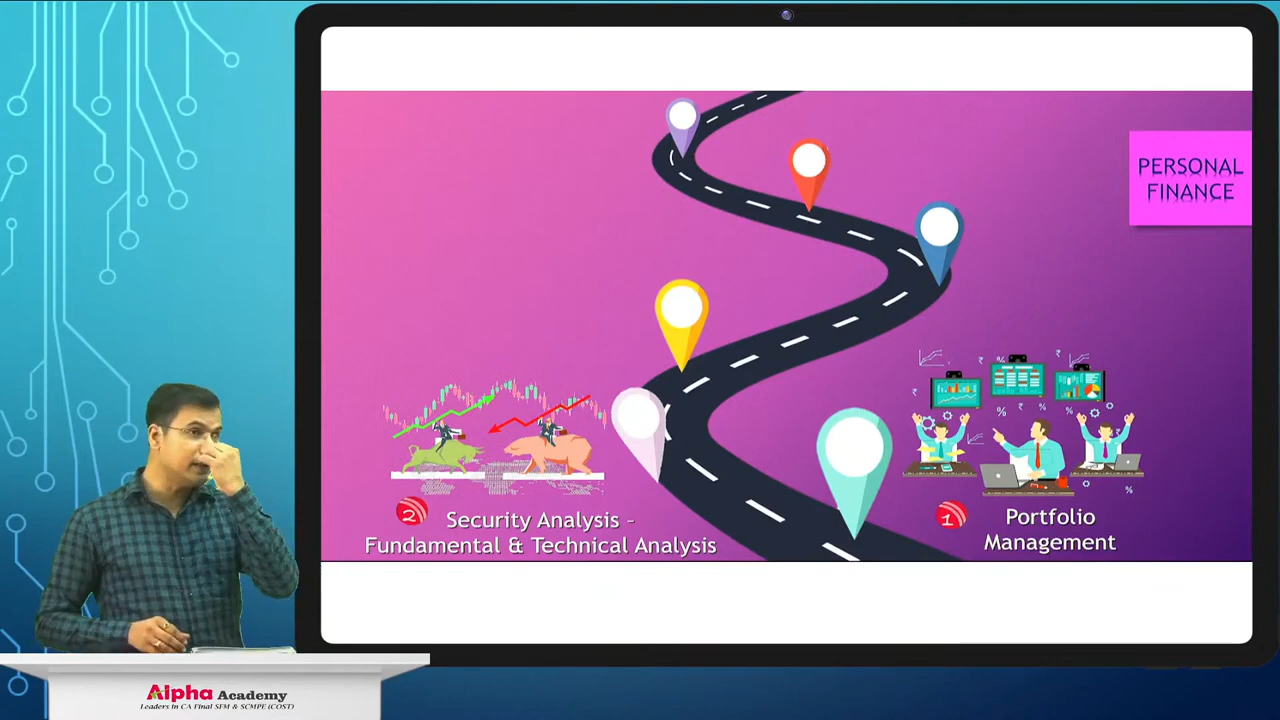 PERSONAL
FINANCE
2
Security Analysis -
Fundamental & Technical Analysis
1
Portfolio
Management
Alpha Academy
Leaders in CA Final SFM & SCMPE (COST)